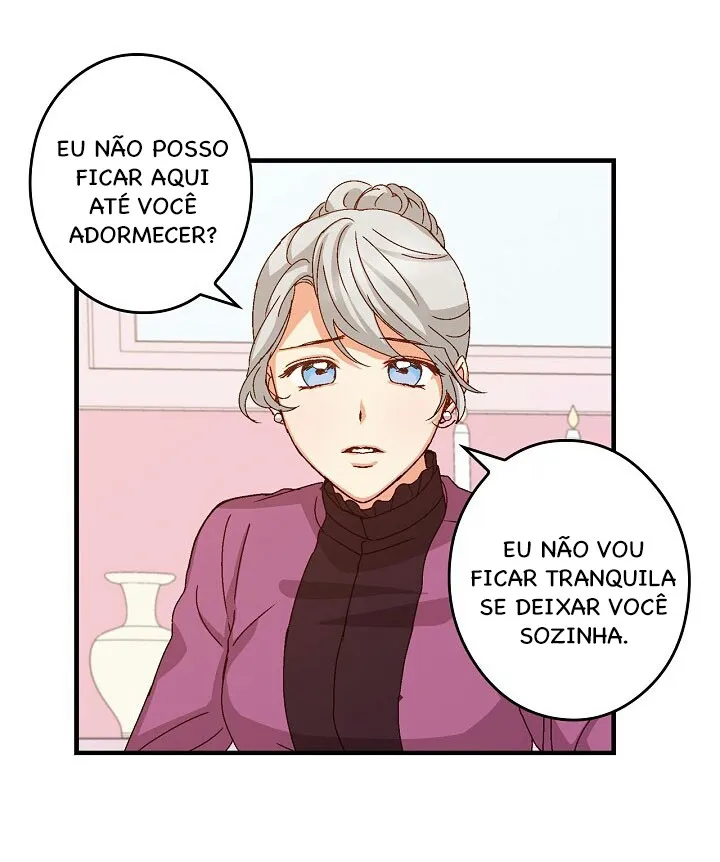 EU NÃO POSSO
FICAR AQUI
ATÉ VOCÊ
ADORMECER?
EU NÃO VOU
FICAR TRANQUILA
SE DEIXAR VOCÊ
SOZINHA.